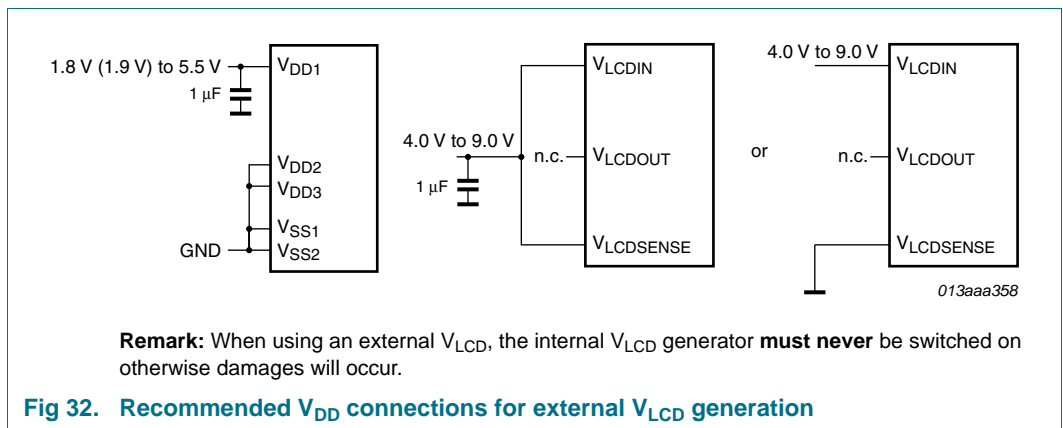 1.8 V (1.9 V) to 5.5 V
1 μF
VDD1
VDD2
VDD3
VSS1
GND
VSS2
4.0 V to 9.0 V
1 μF
n.c.
VLCDIN
VLCDOUT
VLCDSENSE
or
4.0 V to 9.0 V
n.c.
VLCDIN
VLCDOUT
VLCDSENSE
013aaa358
Remark: When using an external VLCD, the internal VLCD generator must never be switched on
otherwise damages will occur.
Fig 32. Recommended VDD connections for external VLCD generation